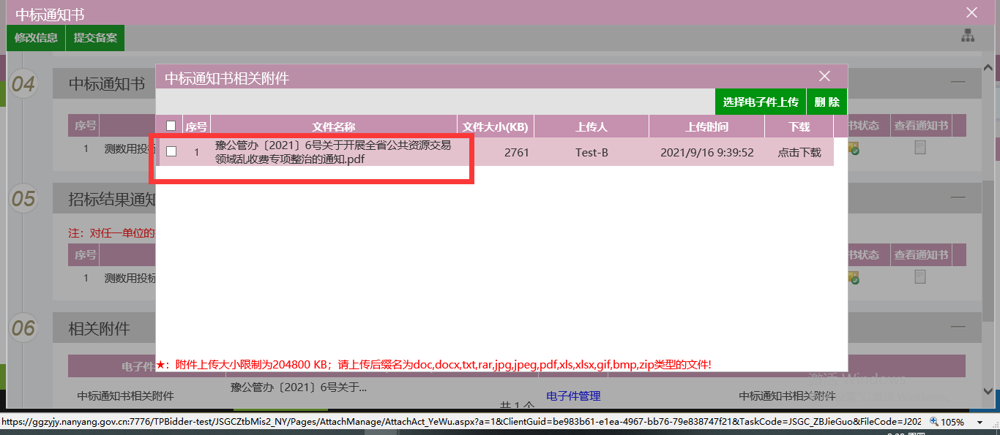 中标通知书
修改信息
提交备案
04
中标通知书
中标通知书相关附件
选择电子件上传
删 除
序号
书状态
查看通知书
序号
文件名称
文件大小(KB)
上传人
上传时间
下载
1
测数用投标
1
豫公管办〔2021〕6号关于开展全省公共资源交易
领域乱收费专项整治的通知.pdf
2761
Test-B
2021/9/16 9:39:52
点击下载
05
招标结果通知
注：对任一单位的
序号
书状态
查看通知书
1
测数用投标
06
相关附件
★：附件上传大小限制为204800 KB；请上传后缀名为doc,docx,txt,rar,jpg,jpeg,pdf,xls,xlsx,gif,bmp,zip类型的文件!
电子件
豫公管办〔2021〕6号关于...
激活 Windows
中标通知书相关附件
共 1 个
电子件管理
中标通知书相关附件
https://ggzyjy.nanyang.gov.cn:7776/TPBidder-test/JSGCZtbMis2_NY/Pages/AttachManage/AttachAct_YeWu.aspx?a=1&ClientGuid=be983b61-e1ea-4967-bb76-79e838747f21&TaskCode=JSGC_ZBJieGuo&FileCode=J202
105%